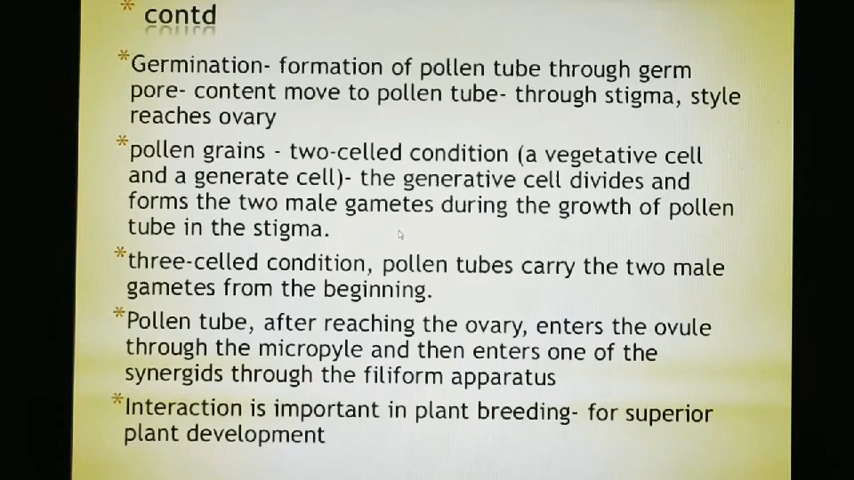 * contd
*Germination- formation of pollen tube through germ
pore- content move to pollen tube- through stigma, style
reaches ovary
*pollen grains - two-celled condition (a vegetative cell
and a generate cell)- the generative cell divides and
forms the two male gametes during the growth of pollen
tube in the stigma.
*three-celled condition, pollen tubes carry the two male
gametes from the beginning.
*Pollen tube, after reaching the ovary, enters the ovule
through the micropyle and then enters one of the
synergids through the filiform apparatus
*Interaction is important in plant breeding- for superior
plant development